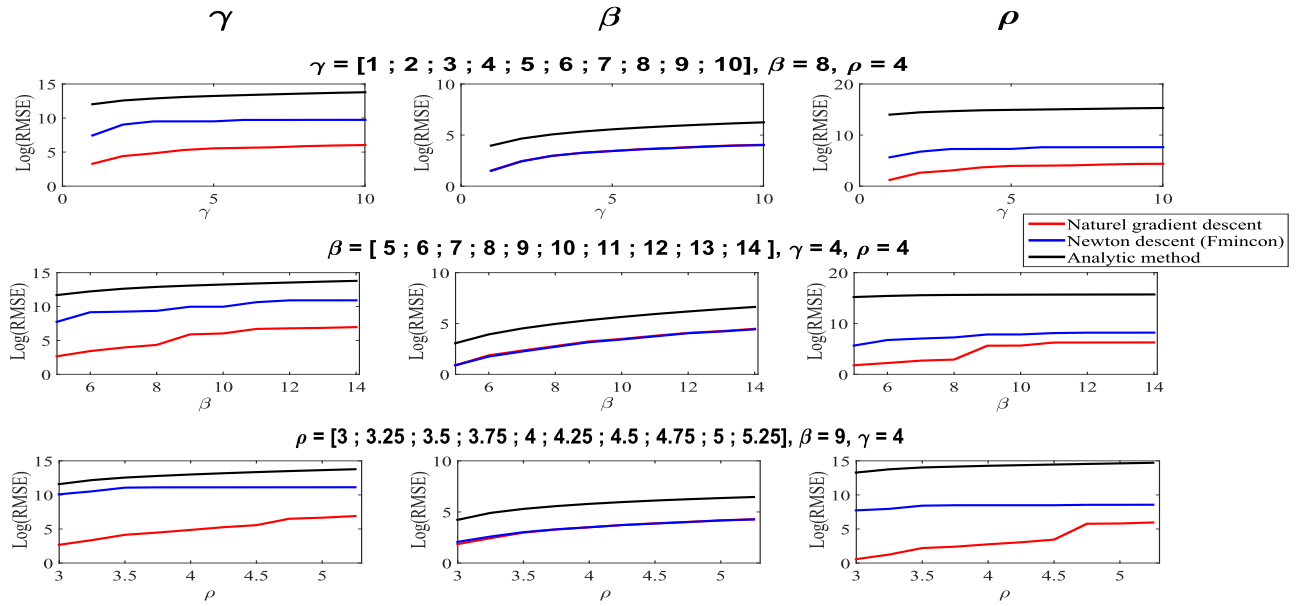 γ β ρ
γ = [1 ; 2 ; 3 ; 4 ; 5 ; 6 ; 7 ; 8 ; 9 ; 10], β = 8, ρ = 4
Log(RMSE)
15
10
5
0
0 5 10
γ
Log(RMSE)
10
5
0
0 5 10
γ
Log(RMSE)
20
10
0
0 5 10
γ
Naturel gradient descent
Newton descent (Fmincon)
Analytic method
β = [ 5 ; 6 ; 7 ; 8 ; 9 ; 10 ; 11 ; 12 ; 13 ; 14 ], γ = 4, ρ = 4
Log(RMSE)
15
10
5
0
6 8 10 12 14
β
Log(RMSE)
10
5
0
6 8 10 12 14
β
Log(RMSE)
20
10
0
6 8 10 12 14
β
ρ = [3 ; 3.25 ; 3.5 ; 3.75 ; 4 ; 4.25 ; 4.5 ; 4.75 ; 5 ; 5.25], β = 9, γ = 4
Log(RMSE)
15
10
5
0
3 3.5 4 4.5 5
ρ
Log(RMSE)
10
5
0
3 3.5 4 4.5 5
ρ
Log(RMSE)
15
10
5
0
3 3.5 4 4.5 5
ρ